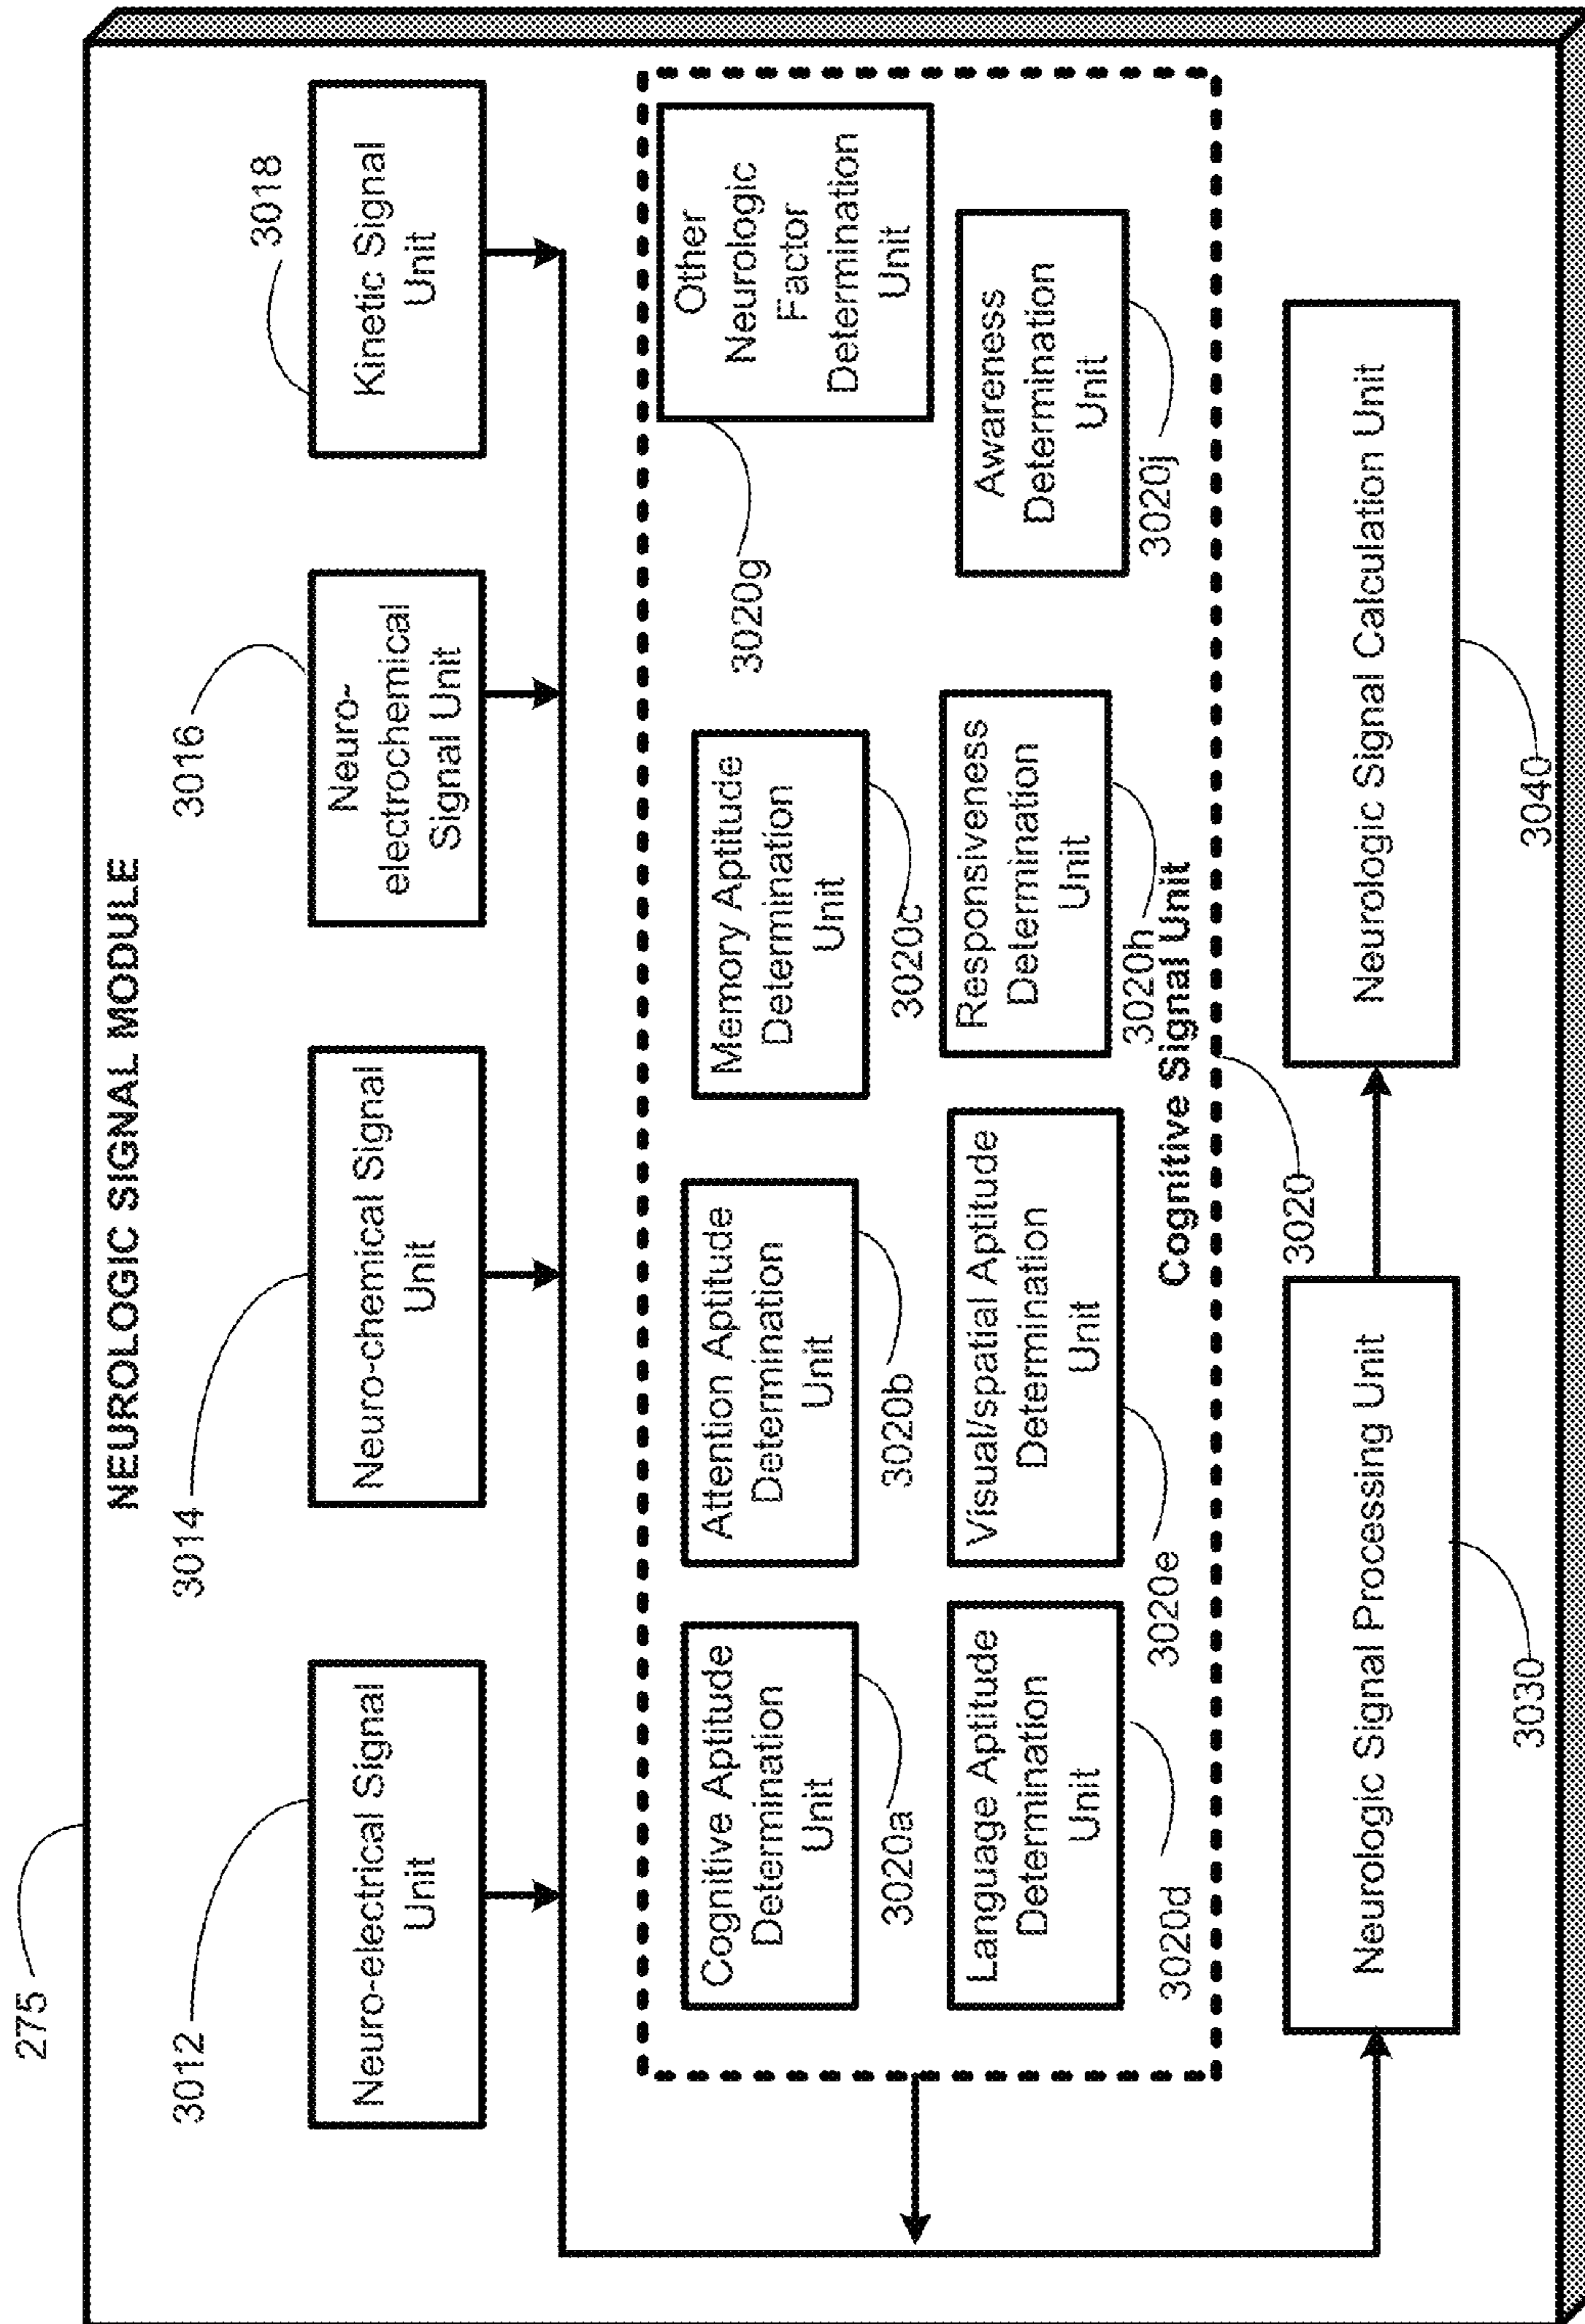 275
NEUROLOGIC SIGNAL MODULE
3012
3014
3016
3018
Neuro-electrical Signal
Unit
Neuro-chemical Signal
Unit
Neuro-
electrochemical
Signal Unit
Kinetic Signal
Unit
Cognitive Aptitude
Determination
Unit
3020a
Attention Aptitude
Determination
Unit
3020b
Memory Aptitude
Determination
Unit
3020c
Other
Neurologic
Factor
Determination
Unit
3020g
Language Aptitude
Determination
Unit
3020d
Visual/spatial Aptitude
Determination
Unit
3020e
Responsiveness
Determination
Unit
3020h
Awareness
Determination
Unit
3020j
Cognitive Signal Unit
3020
Neurologic Signal Processing Unit
3030
Neurologic Signal Calculation Unit
3040